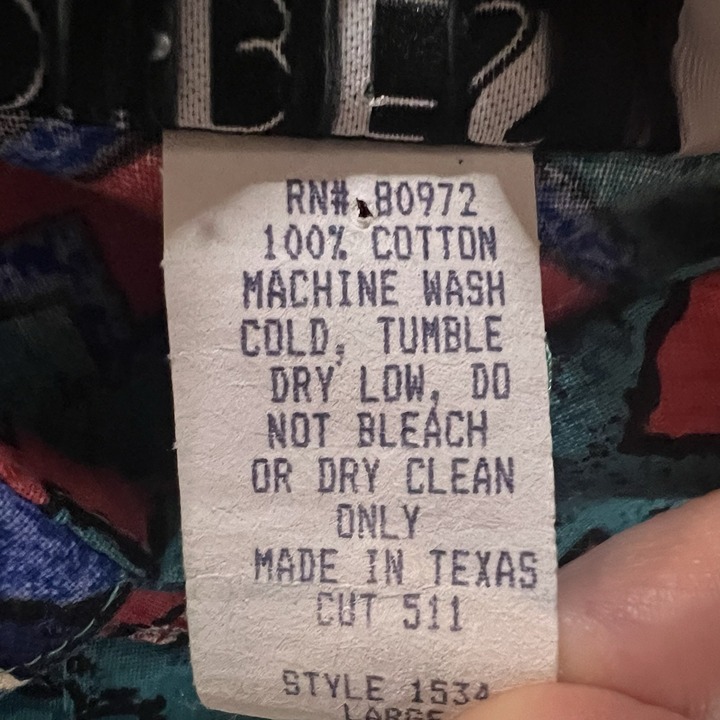 RN# 80972
100% COTTON
MACHINE WASH
COLD, TUMBLE
DRY LOW, DO
NOT BLEACH
OR DRY CLEAN
ONLY
MADE IN TEXAS
CUT 511
STYLE 1534
LARGE